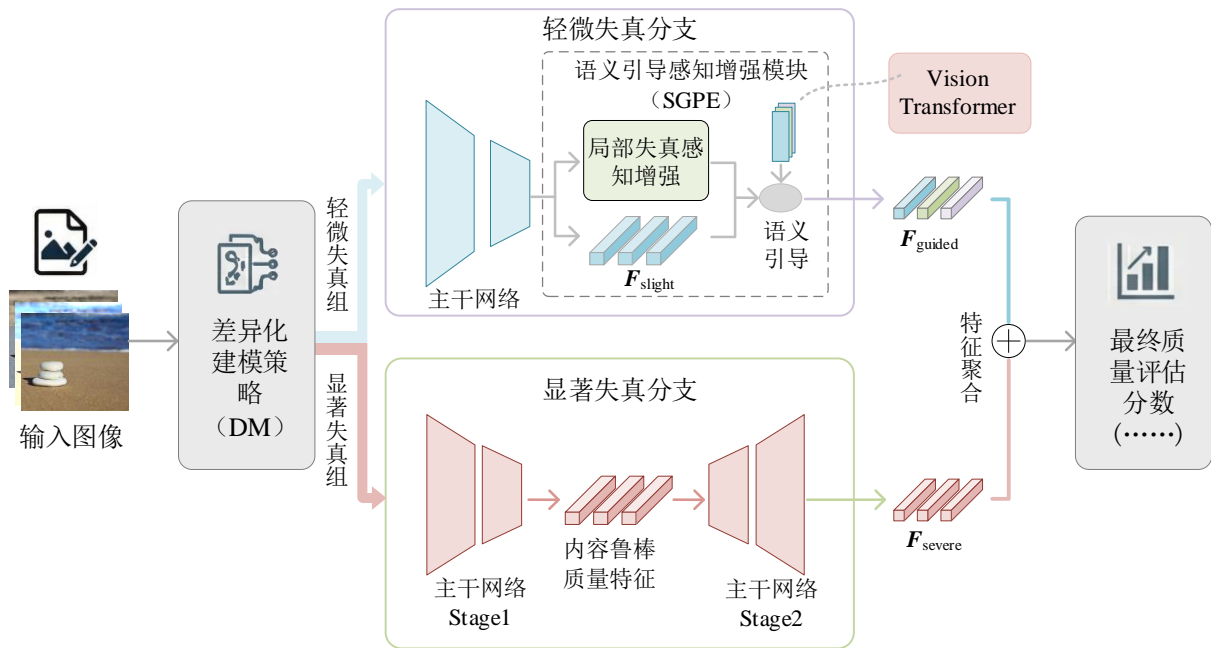 输入图像
差异化
建模策
略
（DM）
轻微失真组
显著失真组
轻微失真分支
语义引导感知增强模块
（SGPE）
局部失真感
知增强
F_slight
语义
引导
主干网络
Vision
Transformer
F_guided
显著失真分支
主干网络
Stage1
内容鲁棒
质量特征
主干网络
Stage2
F_severe
特征聚合
最终质
量评估
分数
(……)